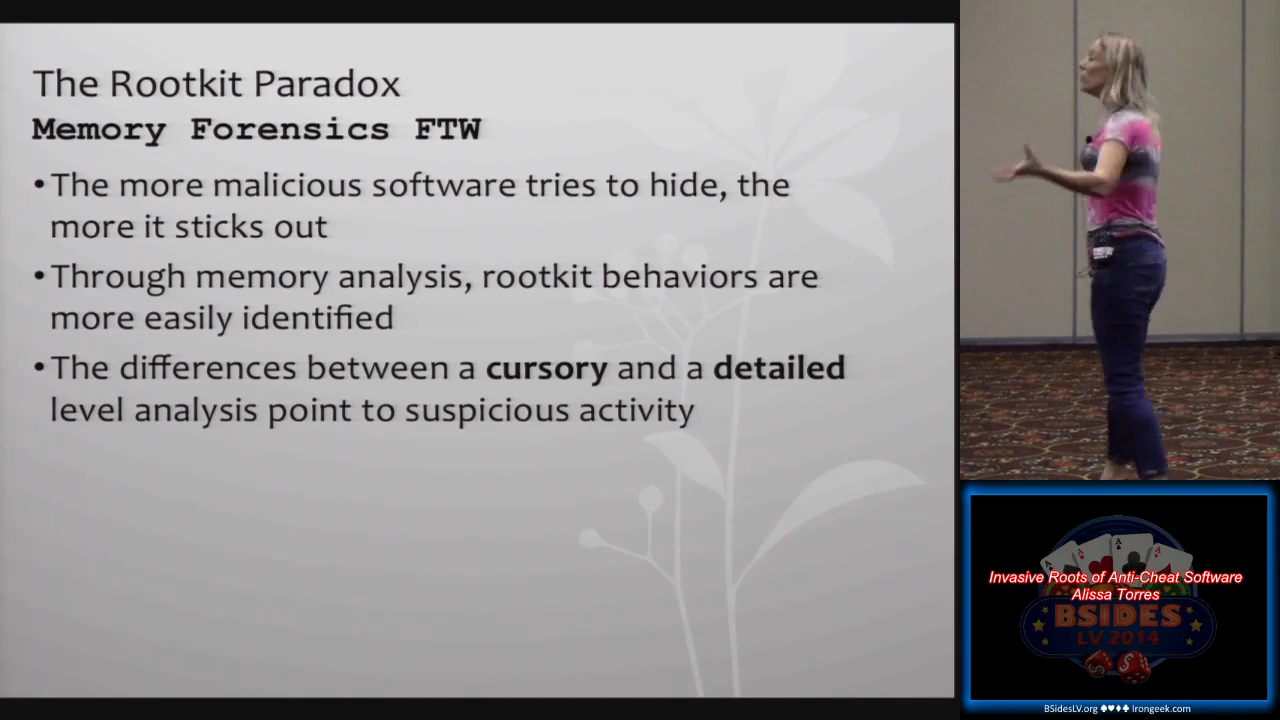 The Rootkit Paradox
Memory Forensics FTW
•The more malicious software tries to hide, the
more it sticks out
•Through memory analysis, rootkit behaviors are
more easily identified
•The differences between a cursory and a detailed
level analysis point to suspicious activity
Invasive Roots of Anti-Cheat Software
Alissa Torres
BSIDES
LV 2014
BSidesLV.org ♠♥♦♣ Irongeek.com